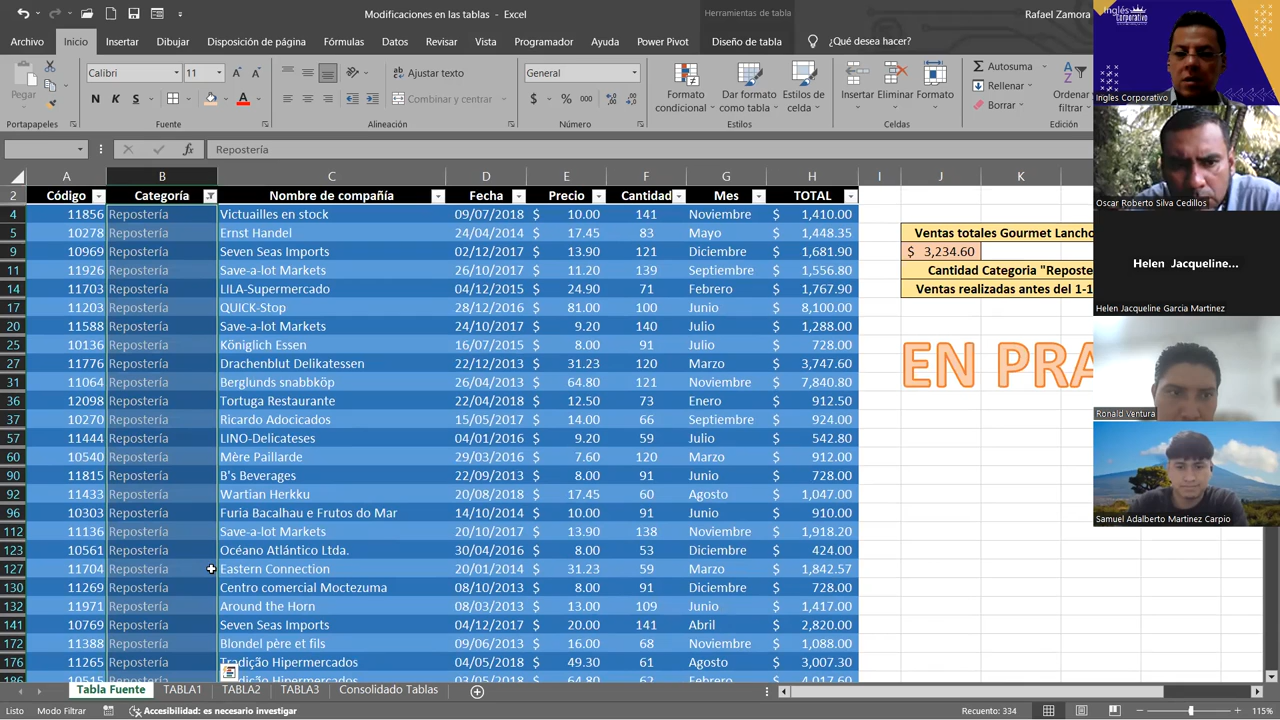 Modificaciones en las tablas - Excel
Herramientas de tabla
Rafael Zamora
Archivo Inicio Insertar Dibujar Disposición de página Fórmulas Datos Revisar Vista Programador Ayuda Power Pivot Diseño de tabla ¿Qué desea hacer?
Pegar
Calibri 11
N K S
Ajustar texto
Combinar y centrar
General
$ % 000
Formato condicional
Dar formato como tabla
Estilos de celda
Insertar Eliminar Formato
Autosuma
Rellenar
Borrar
Ordenar filtrar
Portapapeles Fuente Alineación Número Estilos Celdas Edición
fx Repostería
A B C D E F G H I J K
2 Código Categoría Nombre de compañía Fecha Precio Cantidad Mes TOTAL
4 11856 Repostería Victuailles en stock 09/07/2018 $ 10.00 141 Noviembre $ 1,410.00
5 10278 Repostería Ernst Handel 24/04/2014 $ 17.45 83 Mayo $ 1,448.35 Ventas totales Gourmet Lancho
9 10969 Repostería Seven Seas Imports 02/12/2017 $ 13.90 121 Diciembre $ 1,681.90 $ 3,234.60
11 11926 Repostería Save-a-lot Markets 26/10/2017 $ 11.20 139 Septiembre $ 1,556.80 Cantidad Categoria "Reposte
14 11703 Repostería LILA-Supermercado 04/12/2015 $ 24.90 71 Febrero $ 1,767.90 Ventas realizadas antes del 1-1
17 11203 Repostería QUICK-Stop 28/12/2016 $ 81.00 100 Junio $ 8,100.00
20 11588 Repostería Save-a-lot Markets 24/10/2017 $ 9.20 140 Julio $ 1,288.00
25 10136 Repostería Königlich Essen 16/07/2015 $ 8.00 91 Junio $ 728.00
27 11776 Repostería Drachenblut Delikatessen 22/12/2013 $ 31.23 120 Marzo $ 3,747.60
31 11064 Repostería Berglunds snabbköp 26/04/2013 $ 64.80 121 Noviembre $ 7,840.80
36 12098 Repostería Tortuga Restaurante 22/04/2018 $ 12.50 73 Enero $ 912.50
37 10270 Repostería Ricardo Adocicados 15/05/2017 $ 14.00 66 Septiembre $ 924.00
57 11444 Repostería LINO-Delicateses 04/01/2016 $ 9.20 59 Julio $ 542.80
60 10540 Repostería Mère Paillarde 29/03/2016 $ 7.60 120 Marzo $ 912.00
90 11815 Repostería B's Beverages 22/09/2013 $ 8.00 91 Junio $ 728.00
92 11433 Repostería Wartian Herkku 20/08/2018 $ 17.45 60 Agosto $ 1,047.00
96 10303 Repostería Furia Bacalhau e Frutos do Mar 14/10/2014 $ 10.00 91 Junio $ 910.00
112 11136 Repostería Save-a-lot Markets 20/10/2017 $ 13.90 138 Noviembre $ 1,918.20
123 10561 Repostería Océano Atlántico Ltda. 30/04/2016 $ 8.00 53 Diciembre $ 424.00
127 11704 Repostería Eastern Connection 20/01/2014 $ 31.23 59 Marzo $ 1,842.57
130 11269 Repostería Centro comercial Moctezuma 08/10/2013 $ 8.00 91 Diciembre $ 728.00
132 11971 Repostería Around the Horn 08/03/2013 $ 13.00 109 Junio $ 1,417.00
141 10769 Repostería Seven Seas Imports 04/12/2017 $ 20.00 141 Abril $ 2,820.00
172 11388 Repostería Blondel père et fils 09/06/2013 $ 16.00 68 Noviembre $ 1,088.00
176 11265 Repostería Tradição Hipermercados 04/05/2018 $ 49.30 61 Agosto $ 3,007.30
EN PRA
Tabla Fuente TABLA1 TABLA2 TABLA3 Consolidado Tablas
Listo Modo Filtrar Accesibilidad: es necesario investigar Recuento: 334 115%
Inglés
Corporativo
Ingles Corporativo
Oscar Roberto Silva Cedillos
Helen Jacqueline...
Helen Jacqueline Garcia Martinez
Ronald Ventura
Samuel Adalberto Martinez Carpio